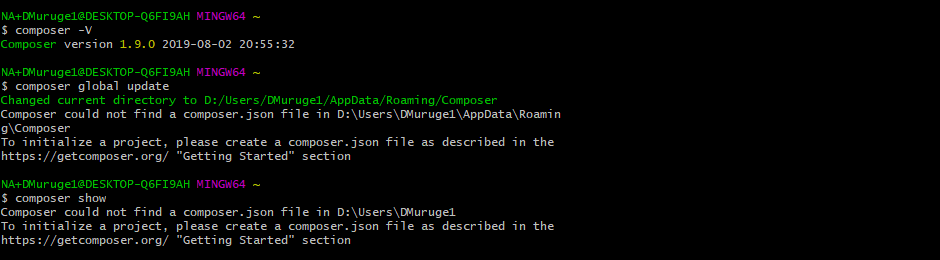 NA+DMuruge1@DESKTOP-Q6FI9AH MINGW64 ~
$ composer -V
Composer version 1.9.0 2019-08-02 20:55:32
NA+DMuruge1@DESKTOP-Q6FI9AH MINGW64 ~
$ composer global update
Changed current directory to D:/Users/DMuruge1/AppData/Roaming/Composer
Composer could not find a composer.json file in D:\Users\DMuruge1\AppData\Roamin
g\Composer
To initialize a project, please create a composer.json file as described in the
https://getcomposer.org/ "Getting Started" section
NA+DMuruge1@DESKTOP-Q6FI9AH MINGW64 ~
$ composer show
Composer could not find a composer.json file in D:\Users\DMuruge1
To initialize a project, please create a composer.json file as described in the
https://getcomposer.org/ "Getting Started" section